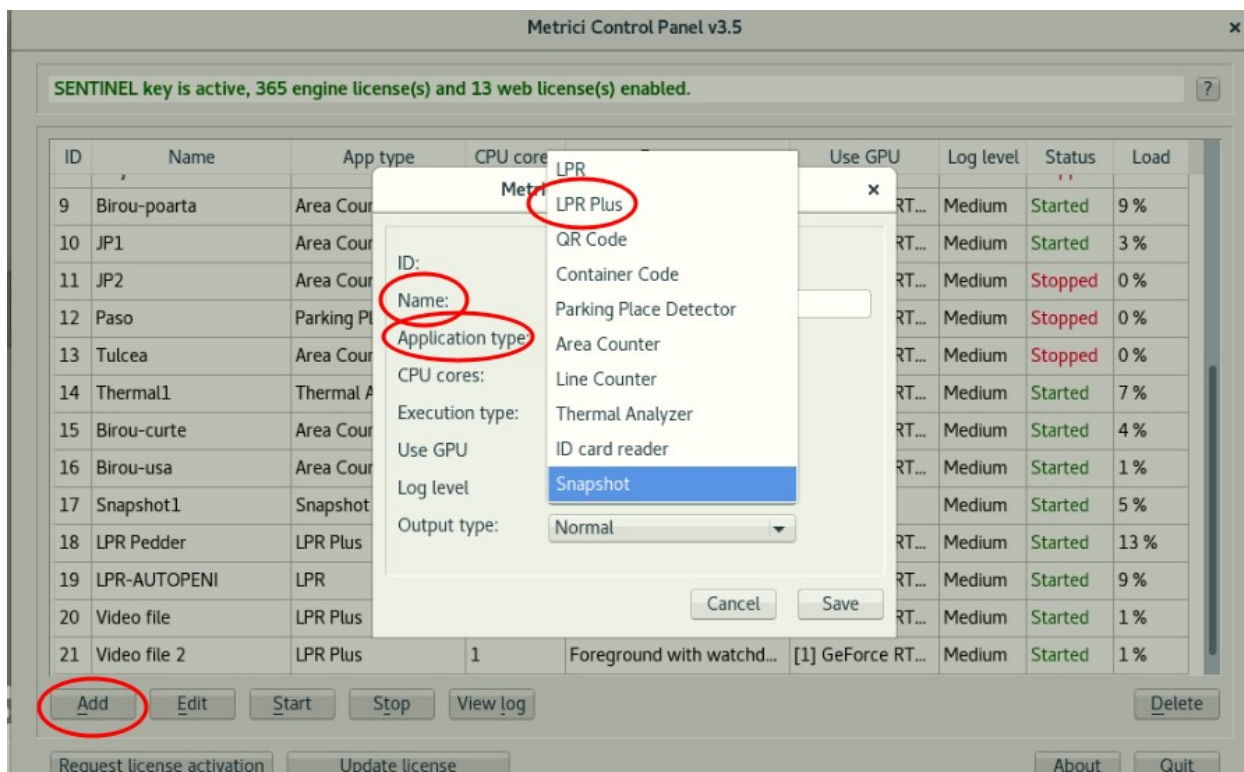 Metrici Control Panel v3.5 ×
SENTINEL key is active, 365 engine license(s) and 13 web license(s) enabled. ?
ID Name App type CPU core Use GPU Log level Status Load
9 Birou-poarta Area Coun RT... Medium Started 9 %
10 JP1 Area Coun RT... Medium Started 3 %
11 JP2 Area Coun RT... Medium Stopped 0 %
12 Paso Parking Pl RT... Medium Stopped 0 %
13 Tulcea Area Coun RT... Medium Stopped 0 %
14 Thermal1 Thermal A RT... Medium Started 7 %
15 Birou-curte Area Coun RT... Medium Started 4 %
16 Birou-usa Area Coun RT... Medium Started 1 %
17 Snapshot1 Snapshot Medium Started 5 %
18 LPR Pedder LPR Plus RT... Medium Started 13 %
19 LPR-AUTOPENI LPR RT... Medium Started 9 %
20 Video file LPR Plus RT... Medium Started 1 %
21 Video file 2 LPR Plus 1 Foreground with watchd... [1] GeForce RT... Medium Started 1 %
Metri ×
ID:
Name:
Application type:
CPU cores:
Execution type:
Use GPU
Log level
Output type: Normal
LPR
LPR Plus
QR Code
Container Code
Parking Place Detector
Area Counter
Line Counter
Thermal Analyzer
ID card reader
Snapshot
Cancel Save
Add Edit Start Stop View log Delete
Request license activation Update license About Quit